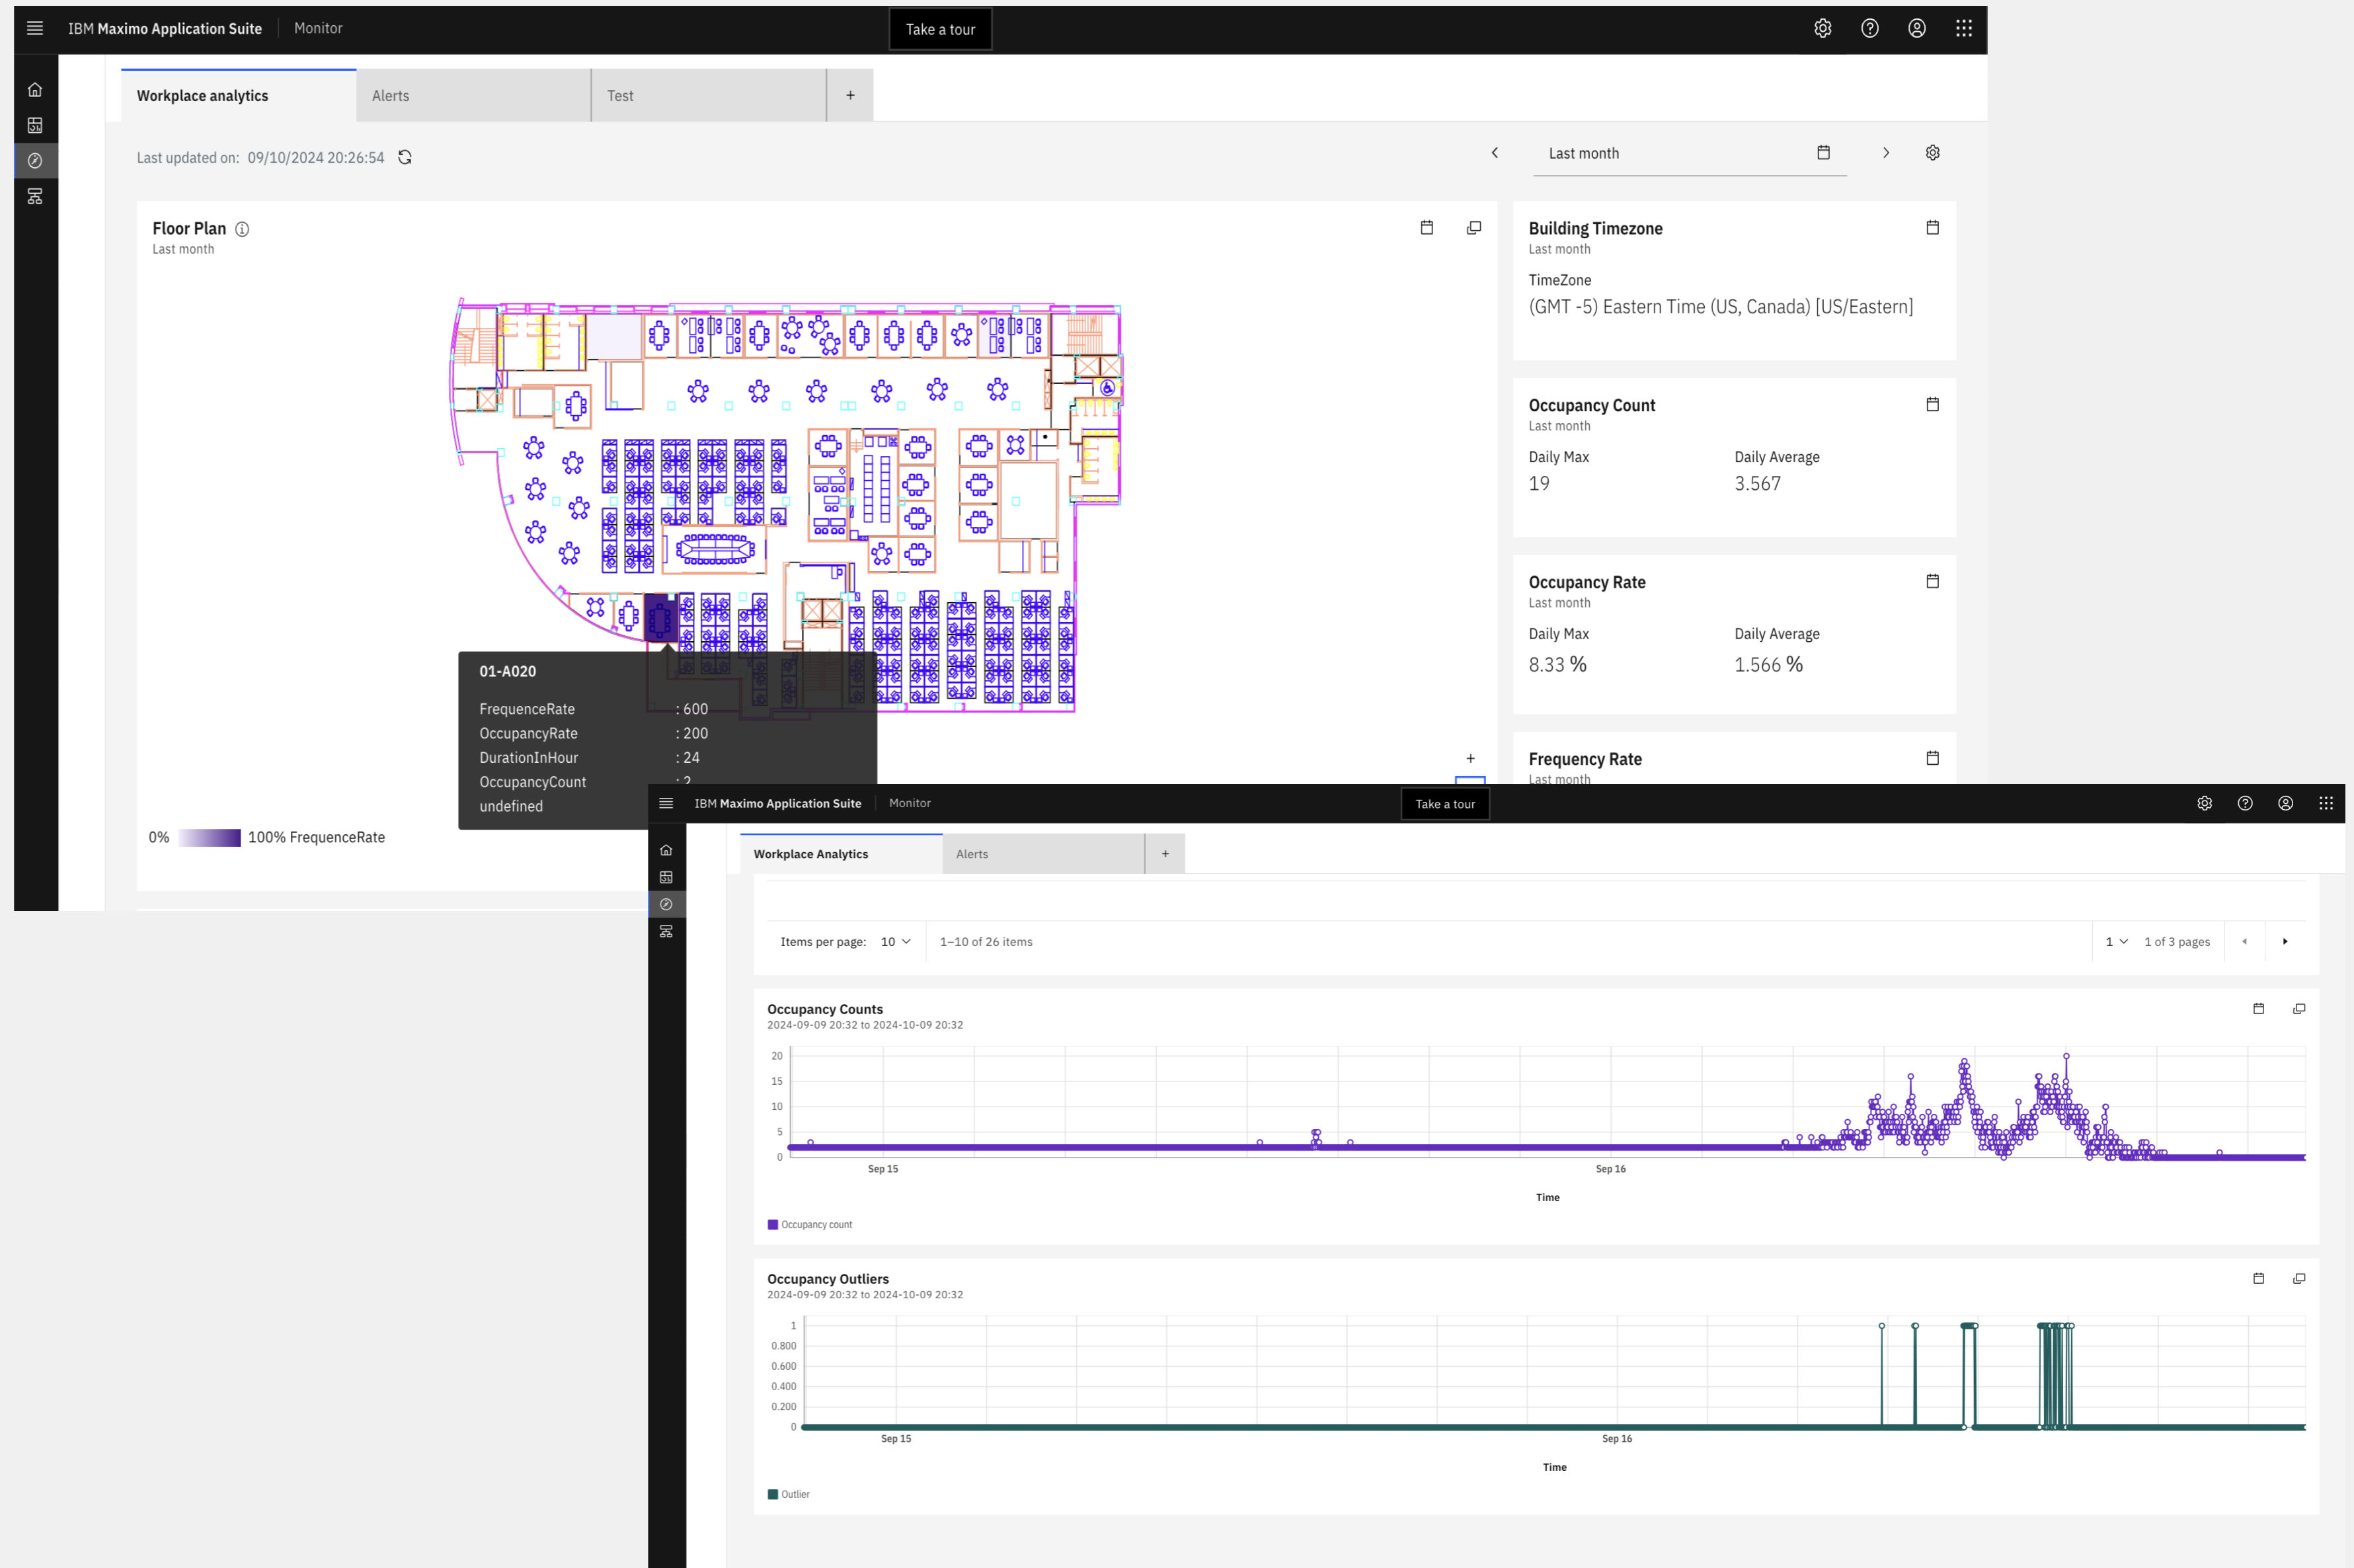 IBM Maximo Application Suite Monitor Take a tour
Workplace analytics Alerts Test +
Last updated on: 09/10/2024 20:26:54
Last month
Floor Plan
Last month
01-A020
FrequenceRate : 600
OccupancyRate : 200
DurationInHour : 24
OccupancyCount : 2
undefined
0% 100% FrequenceRate
+
Building Timezone
Last month
TimeZone
(GMT -5) Eastern Time (US, Canada) [US/Eastern]
Occupancy Count
Last month
Daily Max Daily Average
19 3.567
Occupancy Rate
Last month
Daily Max Daily Average
8.33 % 1.566 %
Frequency Rate
Last month
IBM Maximo Application Suite Monitor Take a tour
Workplace Analytics Alerts +
Items per page: 10 1–10 of 26 items 1 1 of 3 pages
Occupancy Counts
2024-09-09 20:32 to 2024-10-09 20:32
20
15
10
5
0
Sep 15 Sep 16
Time
Occupancy count
Occupancy Outliers
2024-09-09 20:32 to 2024-10-09 20:32
1
0.800
0.600
0.400
0.200
0
Sep 15 Sep 16
Time
Outlier